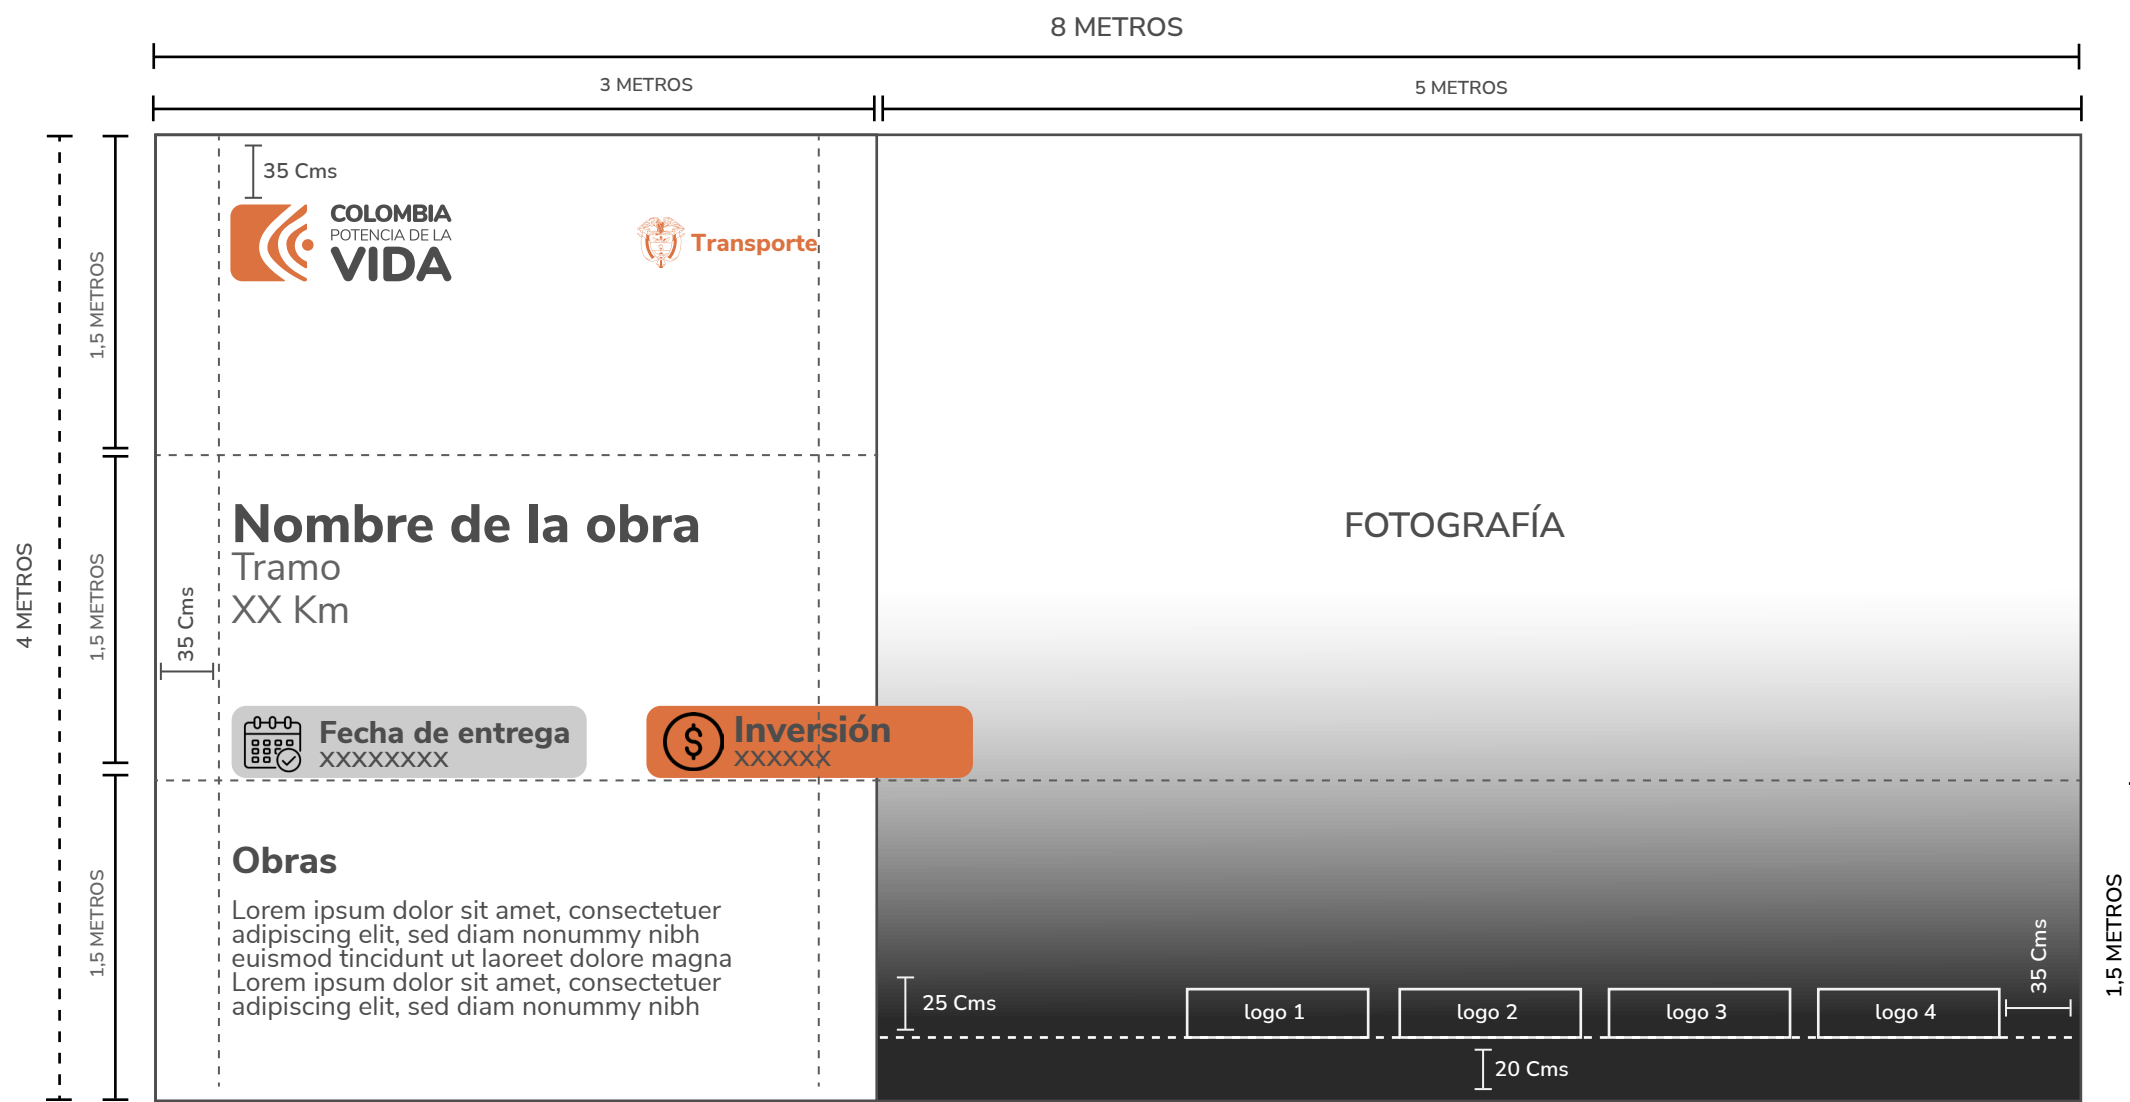 8 METROS
3 METROS
5 METROS
35 Cms
COLOMBIA
POTENCIA DE LA
VIDA
Transporte
1,5 METROS
4 METROS
1,5 METROS
35 Cms
Nombre de la obra
Tramo
XX Km
FOTOGRAFÍA
Fecha de entrega
XXXXXXXX
$
Inversión
XXXXXX
1,5 METROS
Obras
Lorem ipsum dolor sit amet, consectetuer
adipiscing elit, sed diam nonummy nibh
euismod tincidunt ut laoreet dolore magna
Lorem ipsum dolor sit amet, consectetuer
adipiscing elit, sed diam nonummy nibh
25 Cms
logo 1
logo 2
logo 3
logo 4
35 Cms
1,5 METROS
20 Cms